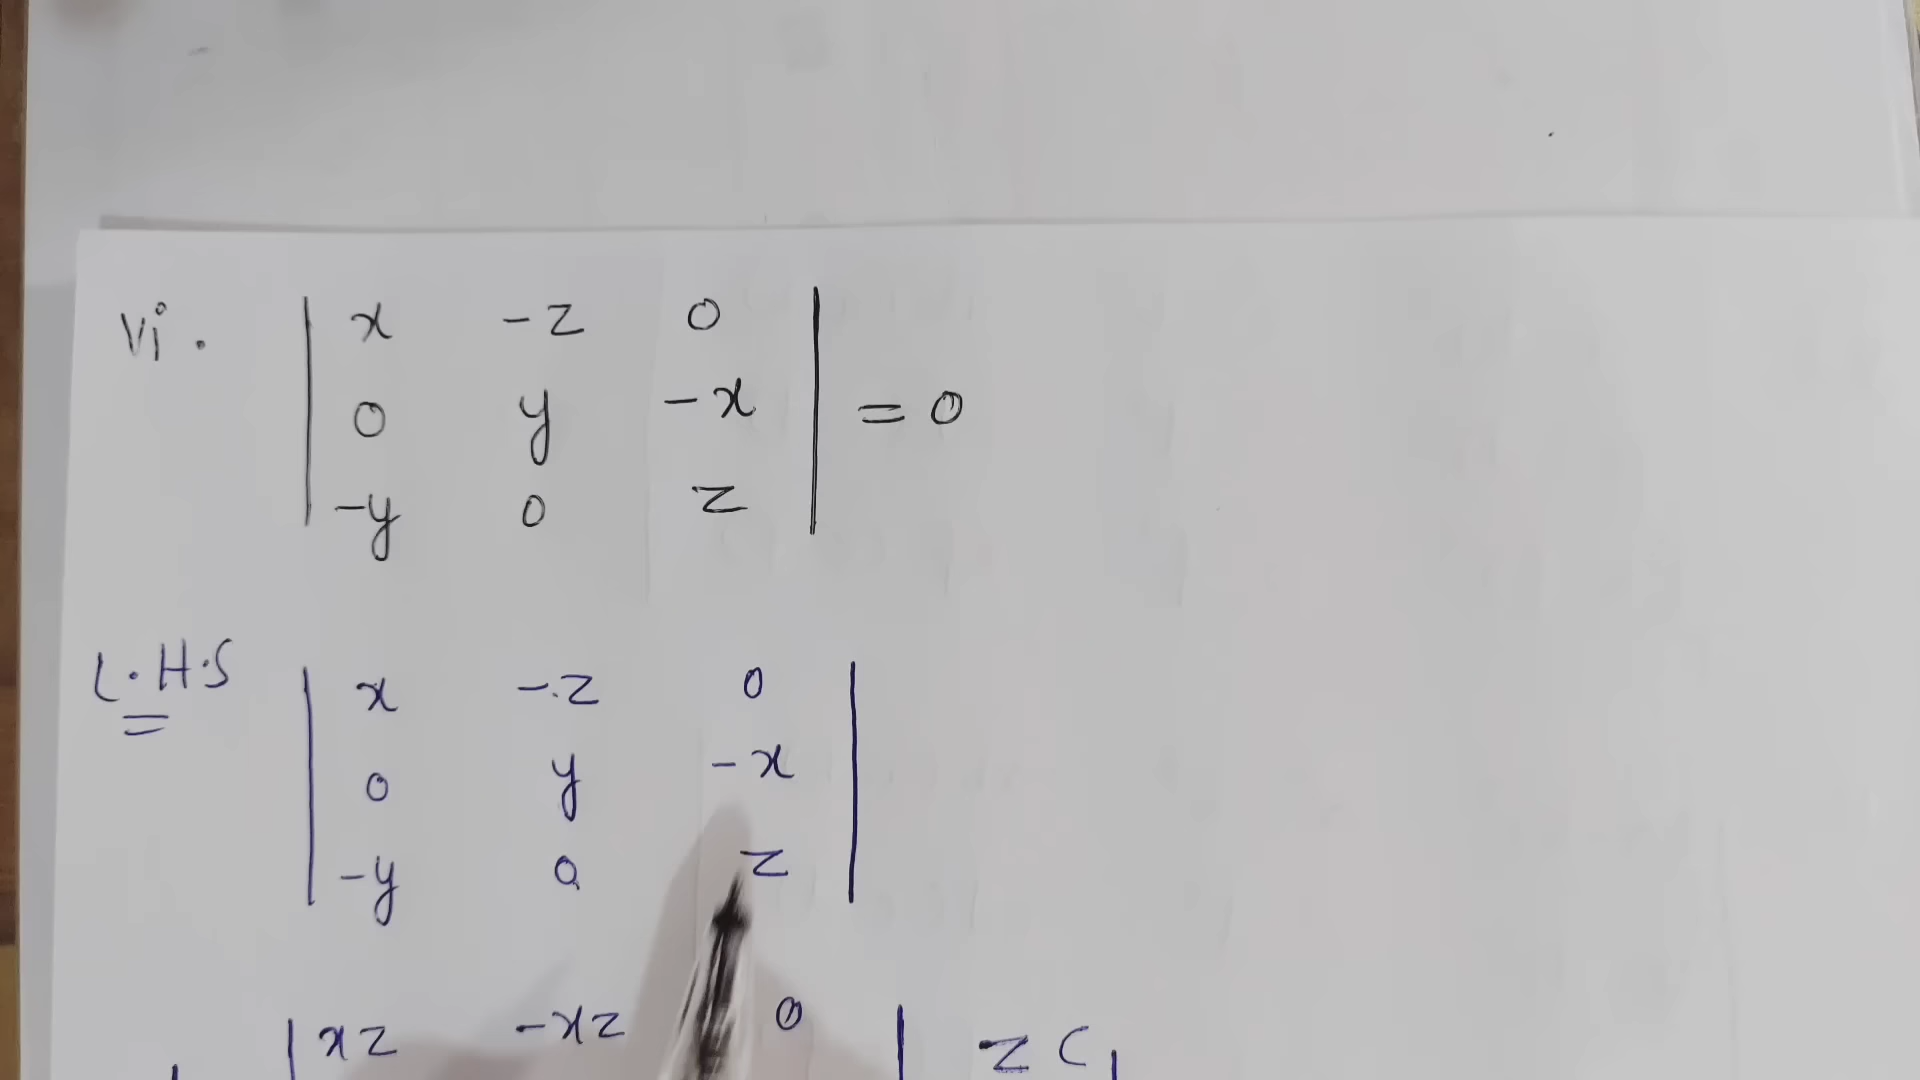 vi. | x -z 0 |
| 0 y -x | = 0
| -y 0 z |
L.H.S | x -z 0 |
| 0 y -x |
| -y 0 z |
| xz -xz 0 | zC₁